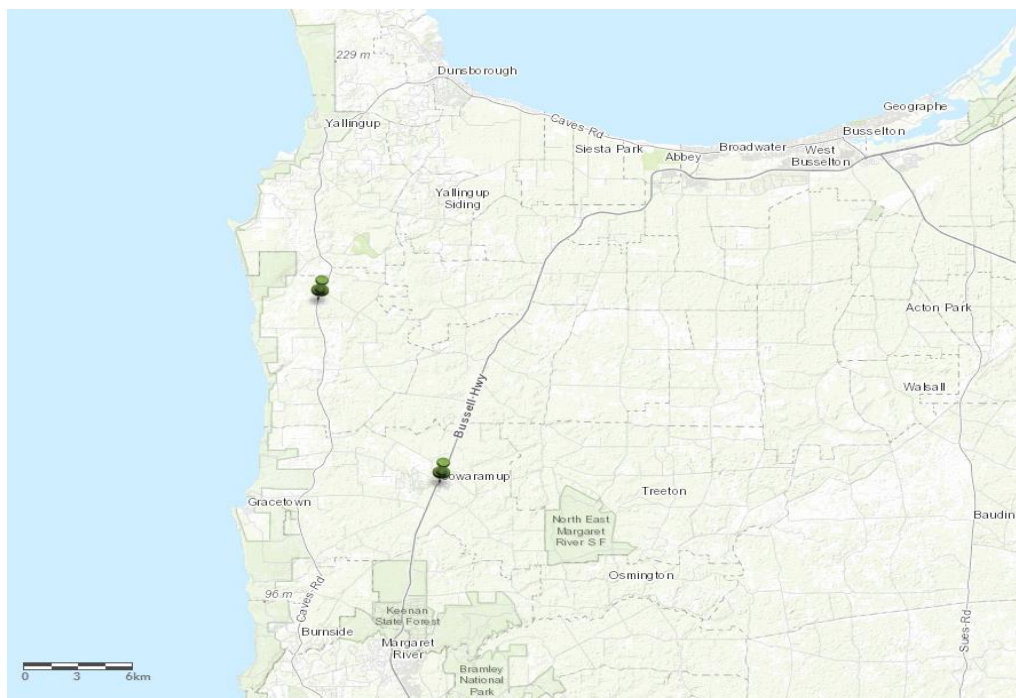 229 m
Dunsborough
Yallingup
Caves Rd
Siesta Park
Abbey
Broadwater
West
Busselton
Busselton
Geographe
Yallingup
Siding
Acton Park
Walsall
Bussell Hwy
owaramup
Gracetown
Treeton
Baudin
North East
Margaret
River S F
Osmington
96 m
Caves Rd
Keenan
State Forest
Burnside
Margaret
River
Bramley
National
Park
Sues Rd
0 3 6km